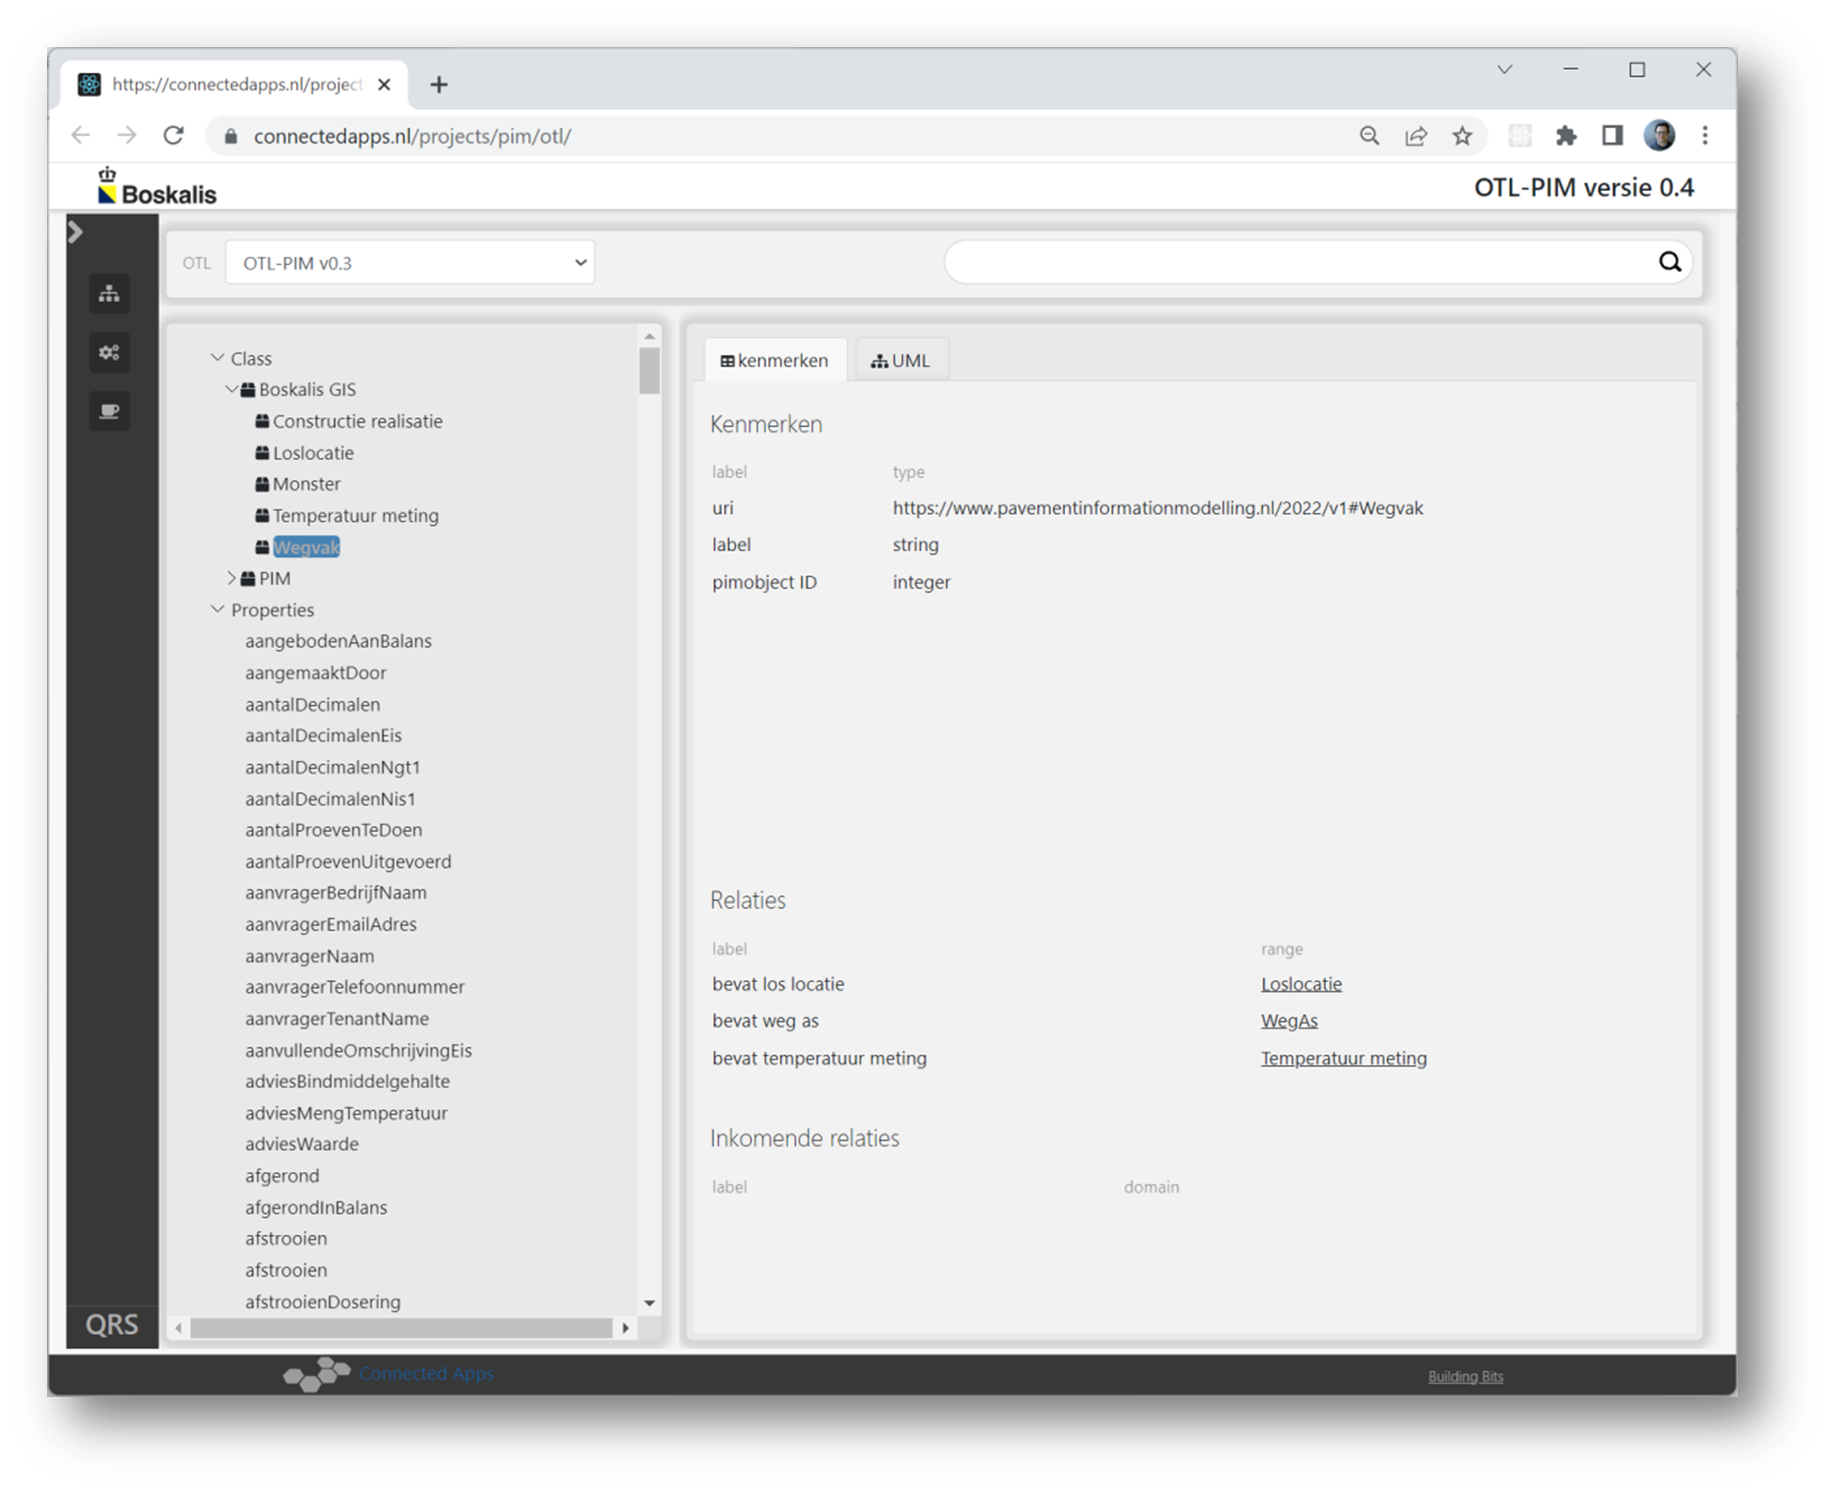 https://connectedapps.nl/project
connectedapps.nl/projects/pim/otl/
Boskalis
OTL-PIM versie 0.4
OTL
OTL-PIM v0.3
Class
Boskalis GIS
Constructie realisatie
Loslocatie
Monster
Temperatuur meting
Wegvak
PIM
Properties
aangebodenAanBalans
aangemaaktDoor
aantalDecimalen
aantalDecimalenEis
aantalDecimalenNgt1
aantalDecimalenNis1
aantalProevenTeDoen
aantalProevenUitgevoerd
aanvragerBedrijfNaam
aanvragerEmailAdres
aanvragerNaam
aanvragerTelefoonnummer
aanvragerTenantName
aanvullendeOmschrijvingEis
adviesBindmiddelgehalte
adviesMengTemperatuur
adviesWaarde
afgerond
afgerondInBalans
afstrooien
afstrooien
afstrooienDosering
QRS
kenmerken
UML
Kenmerken
label type
uri https://www.pavementinformationmodelling.nl/2022/v1#Wegvak
label string
pimobject ID integer
Relaties
label range
bevat los locatie Loslocatie
bevat weg as WegAs
bevat temperatuur meting Temperatuur meting
Inkomende relaties
label domain
Connected Apps
Building Bits